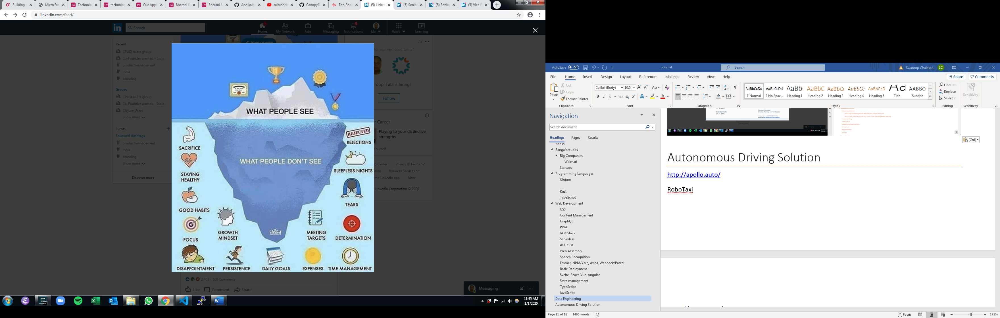 Building
Micro Fro
Technolo
technolog
Our Appl
Bharani S
Bharani S
ApolloAu
microXch
CanopyTa
Top Robo
(5) Linked
(5) Senior
(5) Senior
(5) Vice P
linkedin.com/feed/
in
Search
Home
My Network
Jobs
Messaging
5
Notifications
Me
Work
Learning
Recent
CPLEX users group
Co-Founder wanted - India
# productmanagement
# india
# branding
Groups
CPLEX users group
Co-Founder wanted - India
Clojure Users
Show more
Events
Followed Hashtags
# productmanagement
# india
# branding
Show more
Discover more
New posts
Ad
for your next opportunity?
roop, Tala is hiring!
Follow
r Career
Playing to your distinctive
strengths
Yourself
p Center
Privacy & Terms
sing
Business Services
the LinkedIn app
More
LinkedIn Corporation © 2020
WHAT PEOPLE SEE
WHAT PEOPLE DON'T SEE
SACRIFICE
STAYING
HEALTHY
GOOD HABITS
FOCUS
GROWTH
MINDSET
DISAPPOINTMENT
PERSISTENCE
DAILY GOALS
EXPENSES
TIME MANAGEMENT
MEETING
TARGETS
DETERMINATION
TEARS
SLEEPLESS NIGHTS
REJECTED
REJECTIONS
2,403 · 160 Comments
Like
Comment
Share
Messaging
11:45 AM
1/1/2020
AutoSave
Off
Journal
Search
Swaroop Chalasani
SC
File
Home
Insert
Design
Layout
References
Mailings
Review
View
Help
Share
Comments
Paste
Cut
Copy
Format Painter
Clipboard
Calibri (Body)
10.5
Font
Paragraph
AaBbCcDd
¶ Normal
AaBbCcDd
¶ No Spac...
AaBb(
Heading 1
AaBbC
Heading 2
AaBbCc
Heading 3
AaBbCc
Heading 4
AaBbCcD
Heading 5
Title
AABBC
Subtitle
Styles
Find
Replace
Select
Editing
Sensitivity
Sensitivity
Navigation
Search document
Headings
Pages
Results
Books
Bangalore Jobs
Big Companies
Walmart
Startups
Programming Languages
Clojure
Rust
TypeScript
Web Development
CSS
Content Management
GraphQL
PWA
JAM Stack
Serverless
API- first
Web Assembly
Speech Recognition
Emmet, NPM/Yarn, Axios, Webpack/Parcel
Basic Deployment
Svelte, React, Vue, Angular
State management
TypeScript
JavaScript
Data Engineering
Autonomous Driving Solution
(Ctrl)
Autonomous Driving Solution
http://apollo.auto/
RoboTaxi
Page 11 of 12
1465 words
Focus
172%